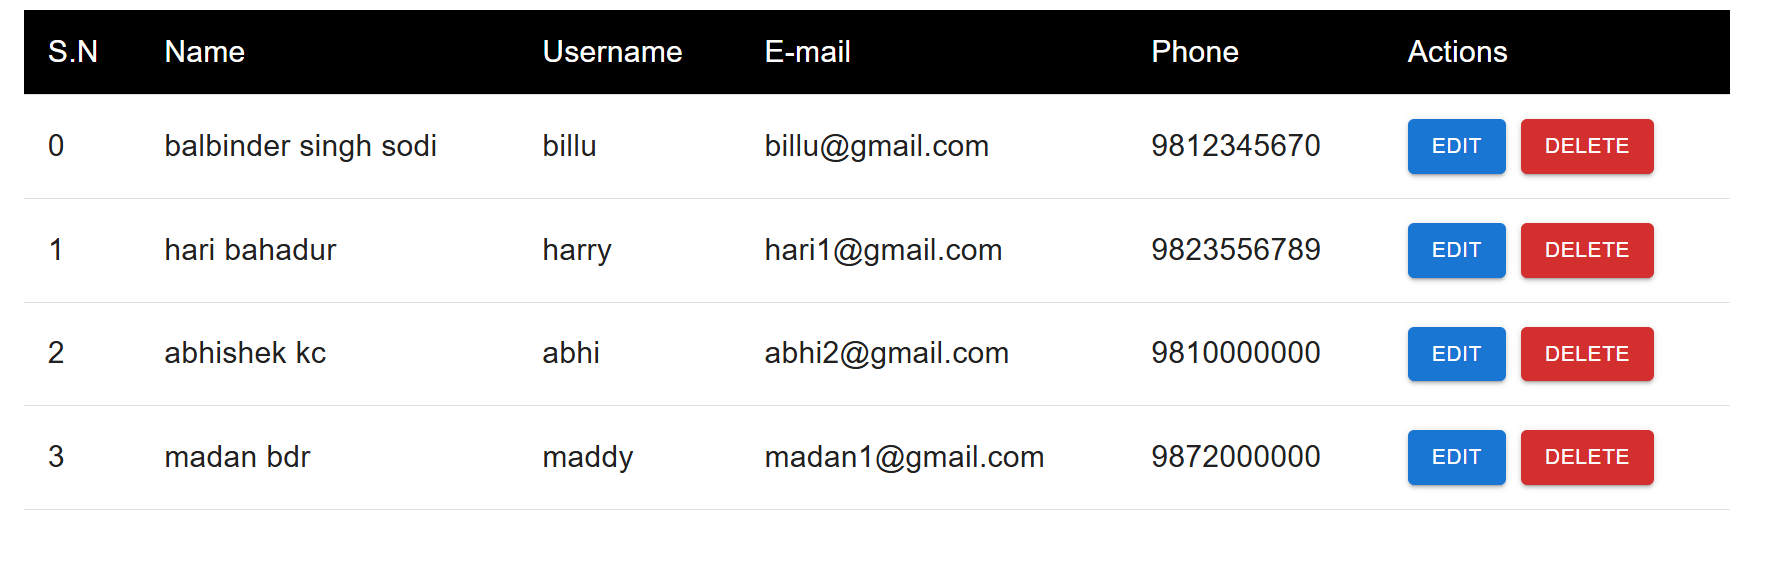 S.N Name Username E-mail Phone Actions
0 balbinder singh sodi billu billu@gmail.com 9812345670 EDIT DELETE
1 hari bahadur harry hari1@gmail.com 9823556789 EDIT DELETE
2 abhishek kc abhi abhi2@gmail.com 9810000000 EDIT DELETE
3 madan bdr maddy madan1@gmail.com 9872000000 EDIT DELETE